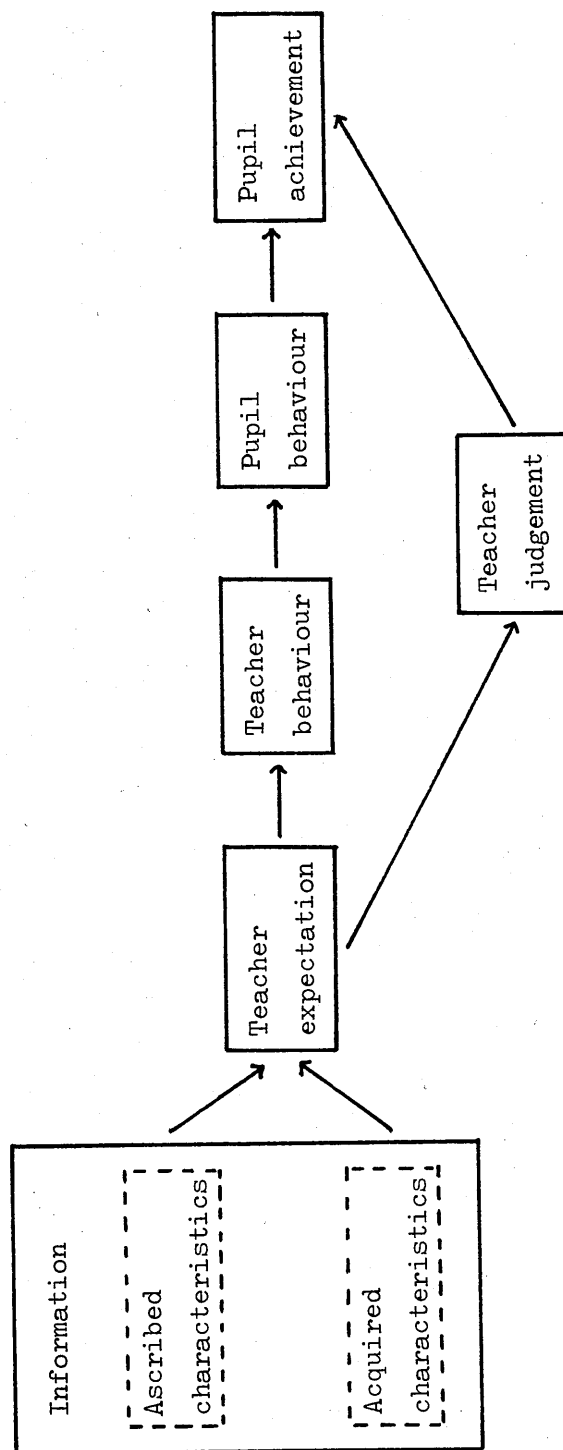 Information
Ascribed
characteristics
Acquired
characteristics
Teacher
expectation
Teacher
behaviour
Pupil
behaviour
Pupil
achievement
Teacher
judgement